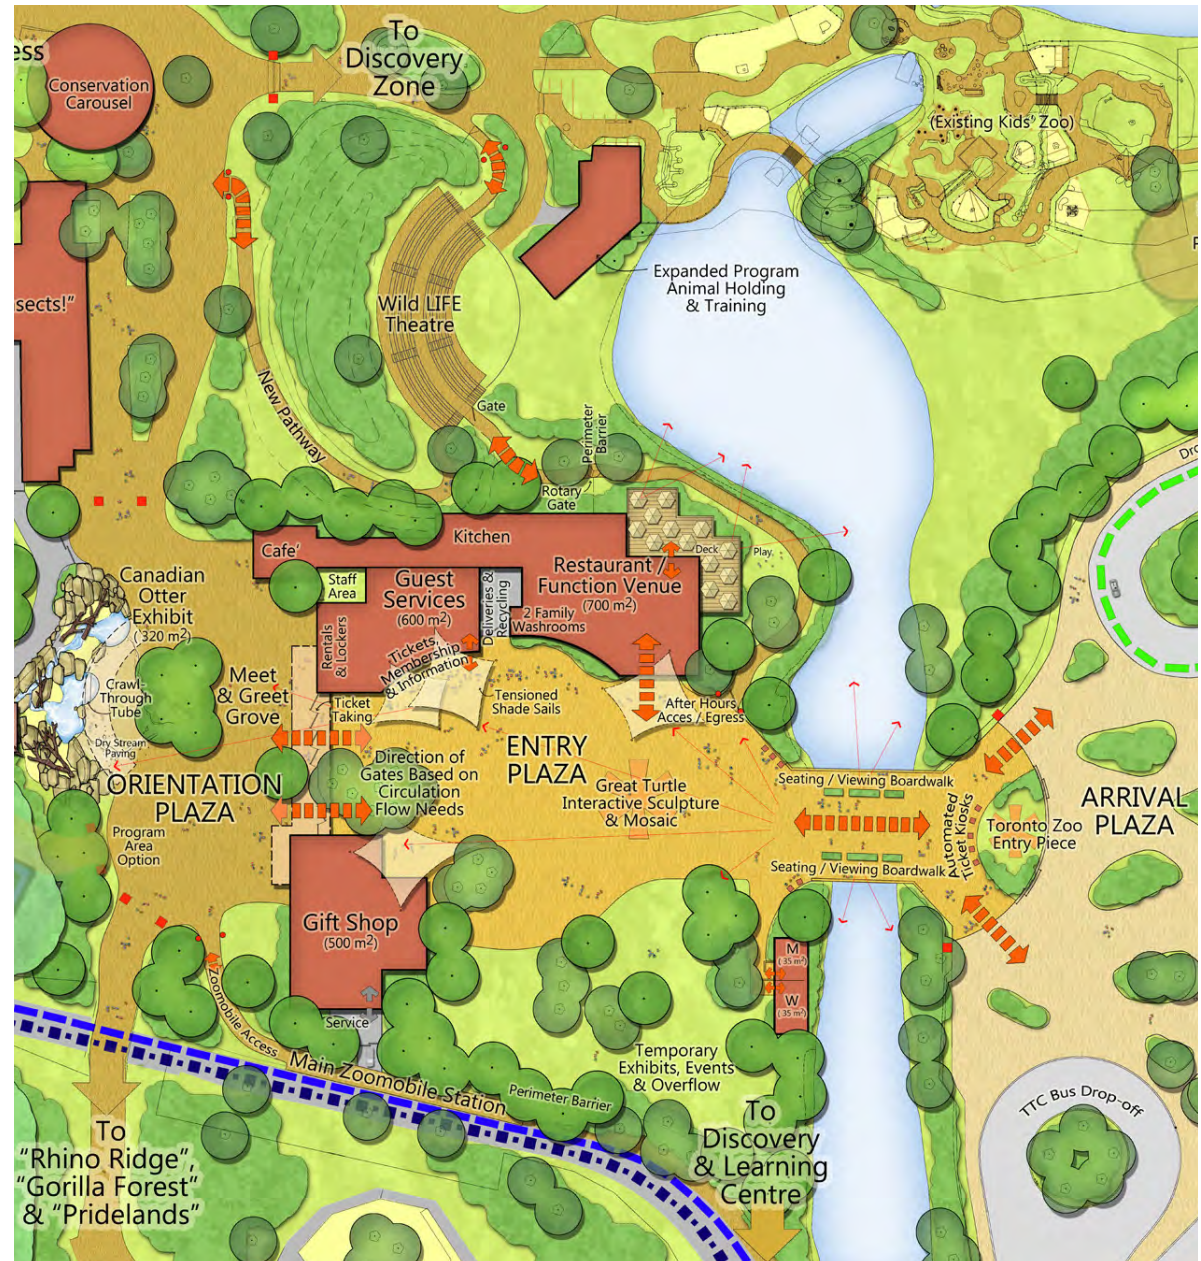 ess
Conservation
Carousel
To
Discovery
Zone
(Existing Kids' Zoo)
sects!"
Wild LIFE
Theatre
Expanded Program
Animal Holding
& Training
New Pathway
Gate
Perimeter
Barrier
Rotary
Gate
Dro
Cafe'
Kitchen
Staff
Area
Guest
Services
(600 m2)
Deliveries &
Recycling
Restaurant /
Function Venue
(700 m2)
2 Family
Washrooms
Deck
Play.
Canadian
Otter
Exhibit
(320 m2)
Rentals
& Lockers
Tickets,
Membership
& Information
Crawl-
Through
Tube
Meet
& Greet
Grove
Ticket
Taking
Tensioned
Shade Sails
After Hours
Acces / Egress
Dry Stream
Paving
ORIENTATION
PLAZA
Direction of
Gates Based on
Circulation
Flow Needs
ENTRY
PLAZA
Great Turtle
Interactive Sculpture
& Mosaic
Seating / Viewing Boardwalk
Seating / Viewing Boardwalk
Automated
Ticket Kiosks
Toronto Zoo
Entry Piece
ARRIVAL
PLAZA
Program
Area
Option
Gift Shop
(500 m2)
M
(35 m2)
W
(35 m2)
Zoomobile Access
Service
Main Zoomobile Station
Perimeter Barrier
Temporary
Exhibits, Events
& Overflow
TTC Bus Drop-off
To
"Rhino Ridge",
"Gorilla Forest"
& "Pridelands"
To
Discovery
& Learning
Centre